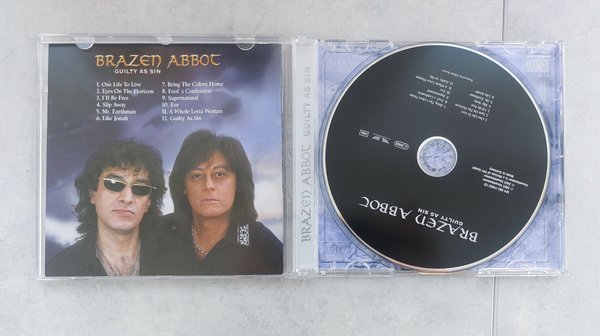 BRAZEN ABBOT
GUILTY AS SIN
1. One Life To Live
2. Eyes On The Horizon
3. I'll Be Free
4. Slip Away
5. Mr. Earthman
6. Like Jonah
7. Bring The Colors Home
8. Fool's Confession
9. Supernatural
10. Eve
11. A Whole Lotta Woman
12. Guilty As Sin
BRAZEN ABBOT GUILTY AS SIN
BRAZEN ABBOT
GUILTY AS SIN